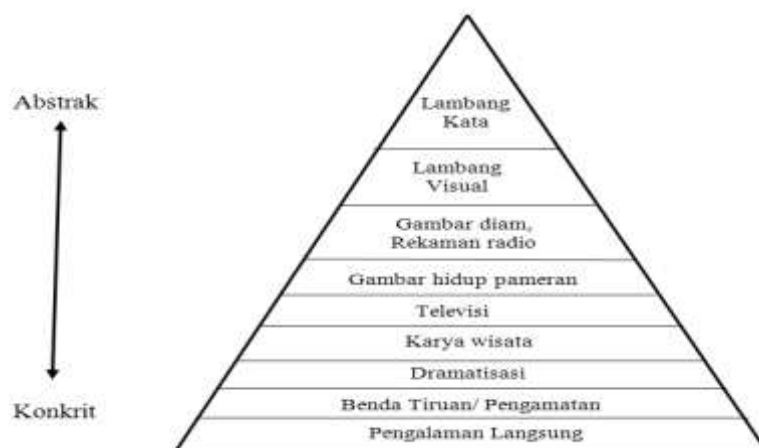 Abstrak
Lambang
Kata
Lambang
Visual
Gambar diam,
Rekaman radio
Gambar hidup pameran
Televisi
Karya wisata
Dramatisasi
Konkrit
Benda Tiruan/ Pengamatan
Pengalaman Langsung